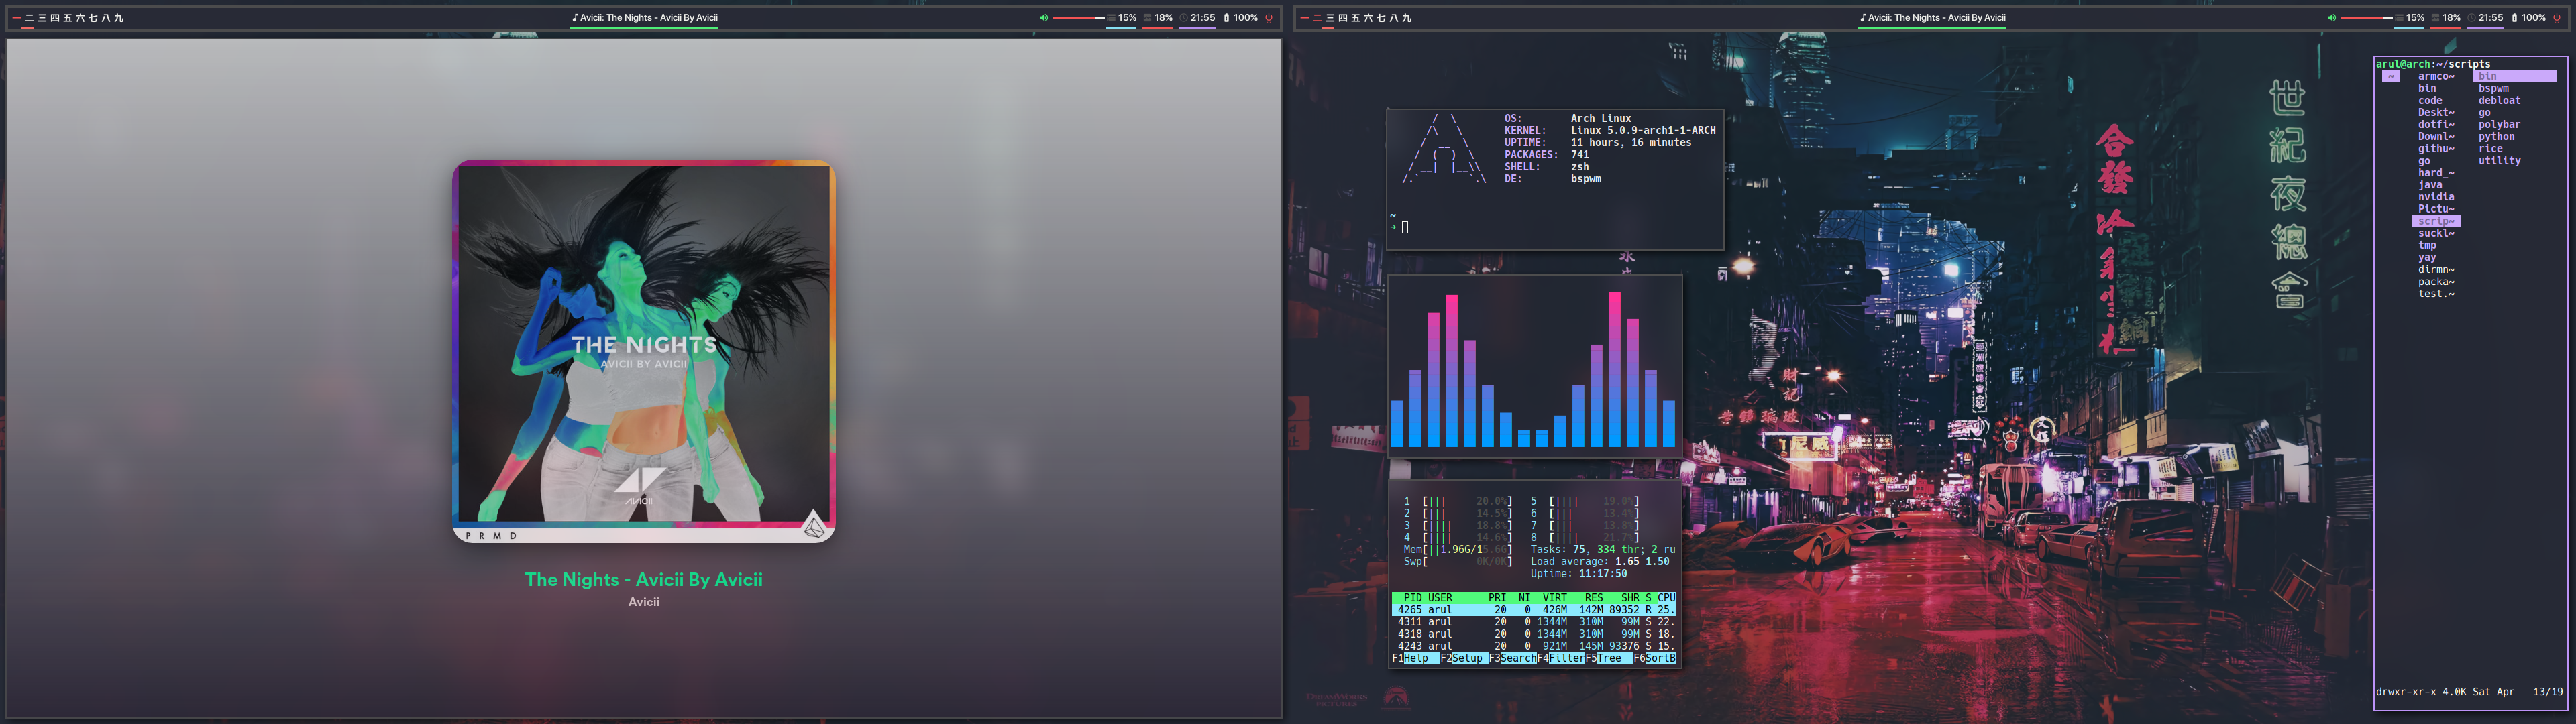 一 二 三 四 五 六 七 八 九
Avicii: The Nights - Avicii By Avicii
15% 18% 21:55 100%
THE NIGHTS
AVICII BY AVICII
AVICII
PRMD
The Nights - Avicii By Avicii
Avicii
一 二 三 四 五 六 七 八 九
Avicii: The Nights - Avicii By Avicii
15% 18% 21:55 100%
OS: Arch Linux
KERNEL: Linux 5.0.9-arch1-1-ARCH
UPTIME: 11 hours, 16 minutes
PACKAGES: 741
SHELL: zsh
DE: bspwm
~
→
1 [||| 20.0%] 5 [|||| 19.0%]
2 [||| 14.5%] 6 [||| 13.4%]
3 [|||| 18.8%] 7 [||| 13.8%]
4 [|||| 14.6%] 8 [|||| 21.7%]
Mem[||1.96G/15.6G] Tasks: 75, 334 thr; 2 ru
Swp[ 0K/0K] Load average: 1.65 1.50
Uptime: 11:17:50
PID USER PRI NI VIRT RES SHR S CPU
4265 arul 20 0 426M 142M 89352 R 25.
4311 arul 20 0 1344M 310M 99M S 22.
4318 arul 20 0 1344M 310M 99M S 18.
4243 arul 20 0 921M 145M 93376 S 15.
F1Help F2Setup F3SearchF4FilterF5Tree F6SortB
世紀夜總會
合發
財記
DREAMWORKS
PICTURES
arul@arch:~/scripts
~ armco~ bin
bin bspwm
code debloat
Deskt~ go
dotfi~ polybar
Downl~ python
githu~ rice
go utility
hard_~
java
nvidia
Pictu~
scrip~
suckl~
tmp
yay
dirmn~
packa~
test.~
drwxr-xr-x 4.0K Sat Apr 13/19